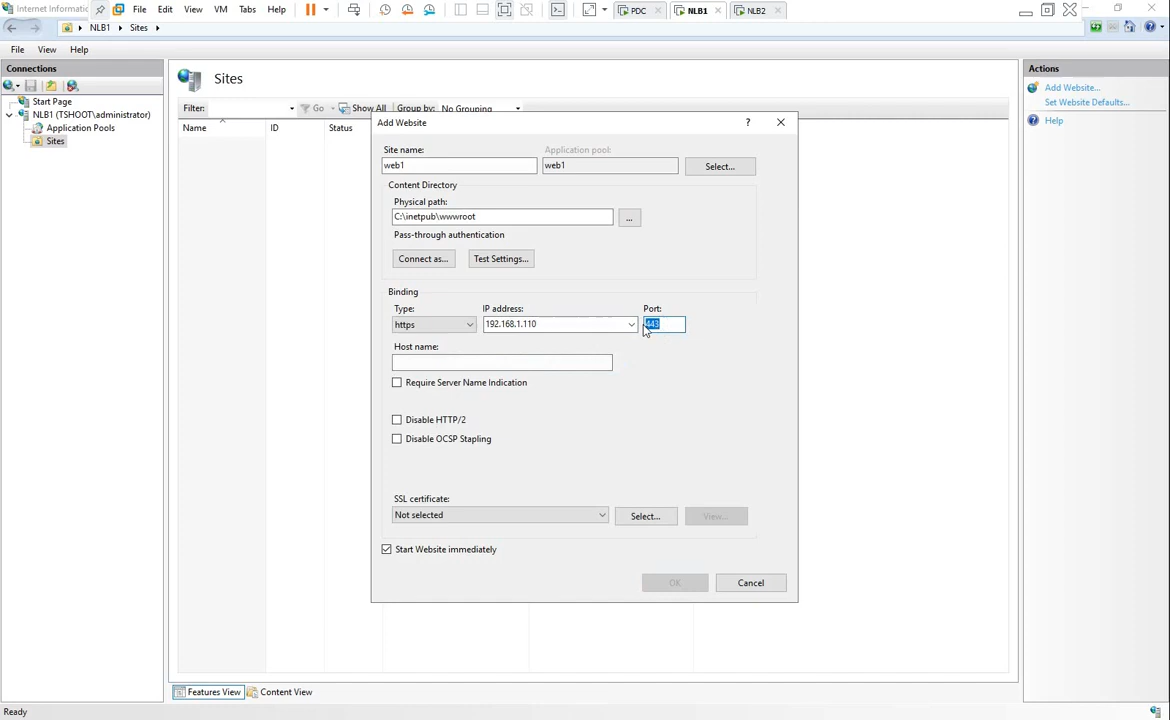 Internet Informatic File Edit View VM Tabs Help PDC NLB1 NLB2
NLB1 Sites
File View Help
Connections
Start Page
NLB1 (TSHOOT\administrator)
Application Pools
Sites
Sites
Filter: Go Show All Group by: No Grouping
Name ID Status
Add Website ?
Site name: Application pool:
web1 web1 Select...
Content Directory
Physical path:
C:\inetpub\wwwroot ...
Pass-through authentication
Connect as... Test Settings...
Binding
Type: IP address: Port:
https 192.168.1.110 443
Host name:
Require Server Name Indication
Disable HTTP/2
Disable OCSP Stapling
SSL certificate:
Not selected Select... View...
Start Website immediately
OK Cancel
Actions
Add Website...
Set Website Defaults...
Help
Features View Content View
Ready